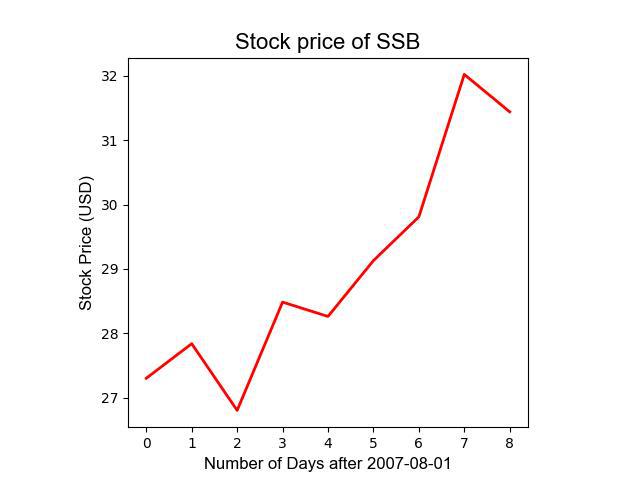 Stock price of SSB
Stock Price (USD)
32
31
30
29
28
27
0 1 2 3 4 5 6 7 8
Number of Days after 2007-08-01